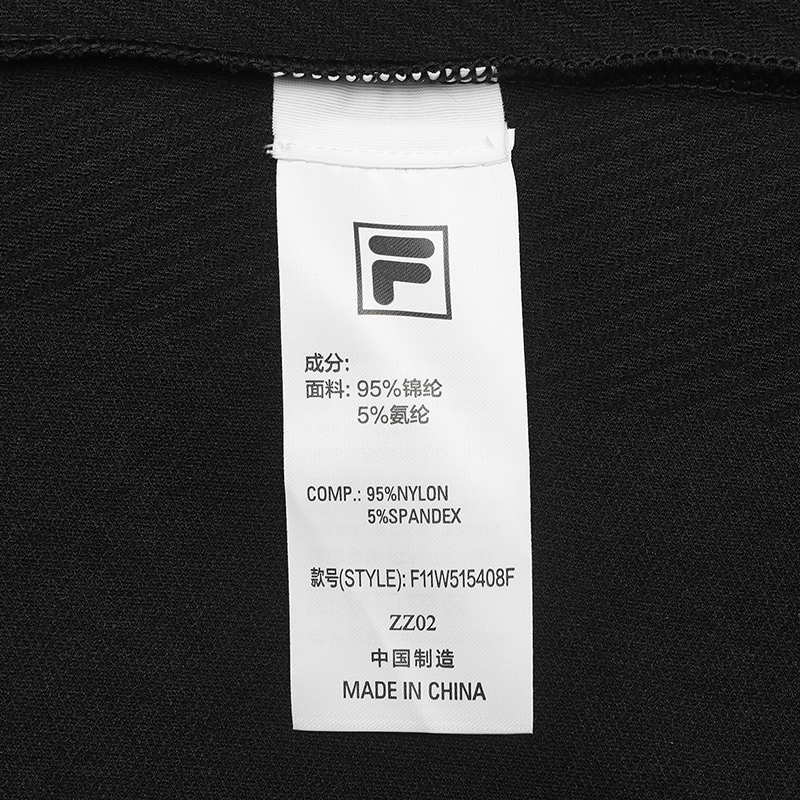 F
成分:
面料: 95%锦纶
5%氨纶
COMP.: 95%NYLON
5%SPANDEX
款号(STYLE): F11W515408F
ZZ02
中国制造
MADE IN CHINA